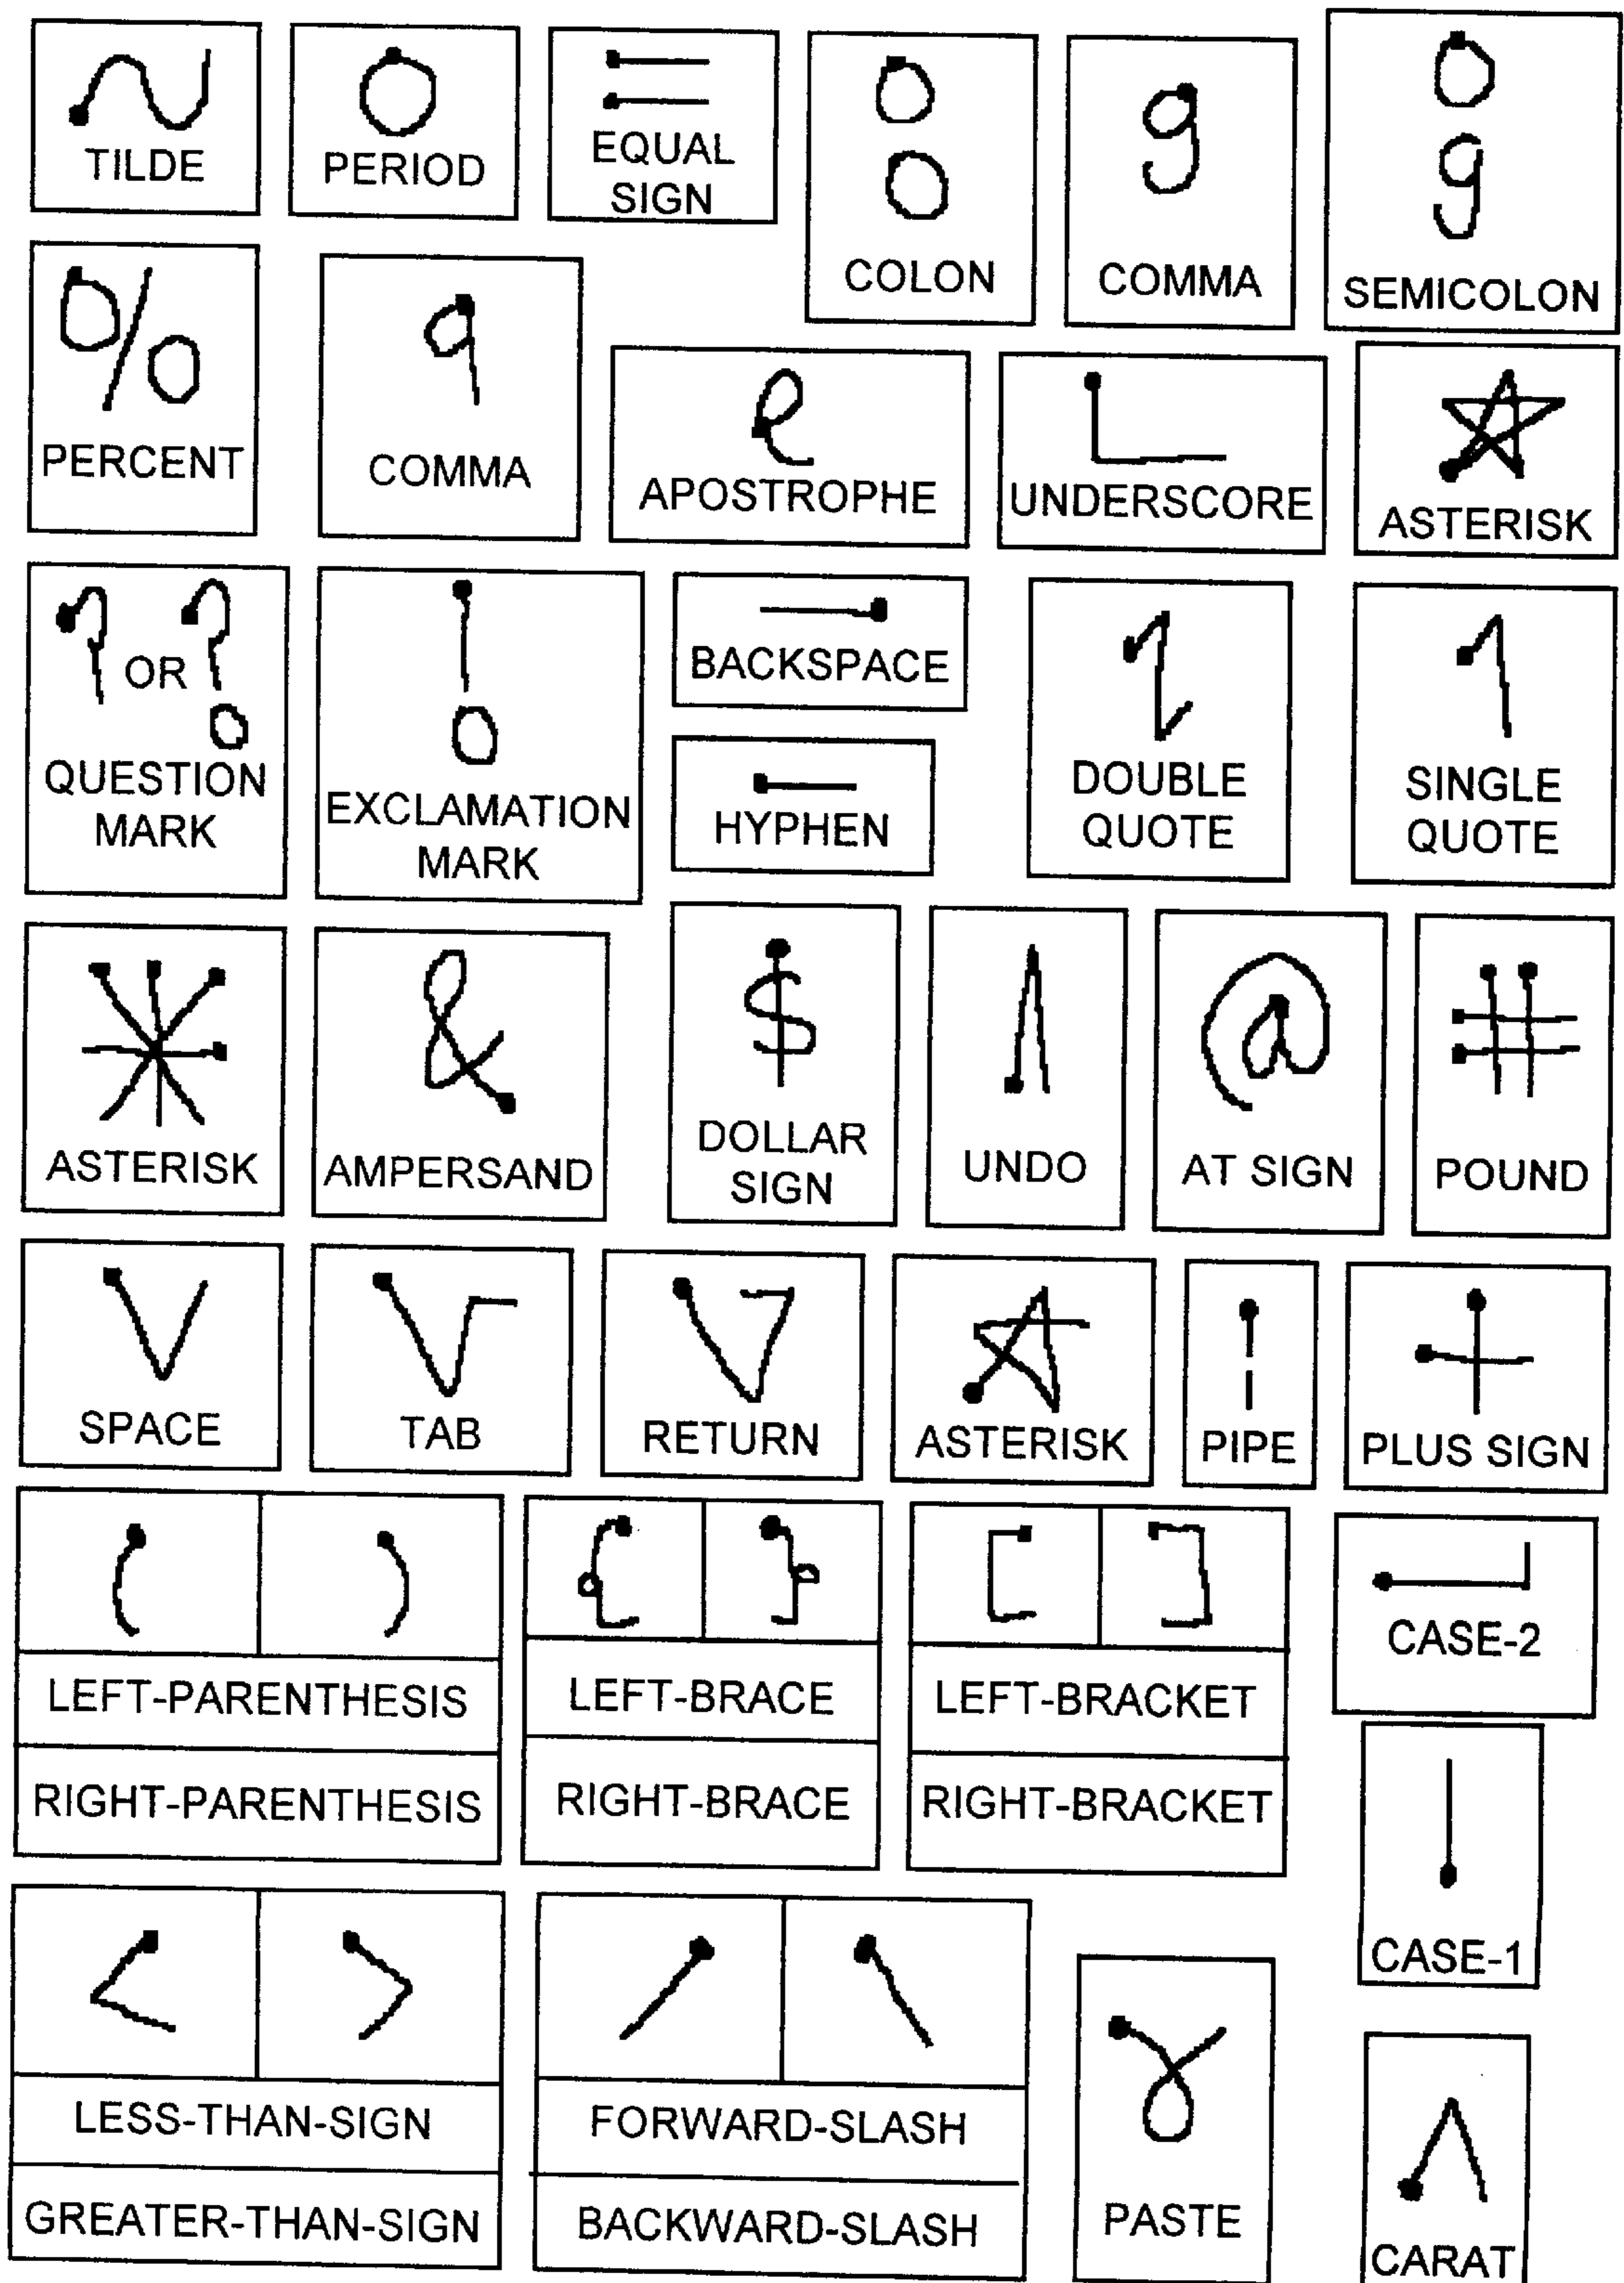 TILDE
PERIOD
EQUAL
SIGN
COLON
COMMA
SEMICOLON
PERCENT
COMMA
APOSTROPHE
UNDERSCORE
ASTERISK
OR
QUESTION
MARK
EXCLAMATION
MARK
BACKSPACE
HYPHEN
DOUBLE
QUOTE
SINGLE
QUOTE
ASTERISK
AMPERSAND
DOLLAR
SIGN
UNDO
AT SIGN
POUND
SPACE
TAB
RETURN
ASTERISK
PIPE
PLUS SIGN
LEFT-PARENTHESIS
RIGHT-PARENTHESIS
LEFT-BRACE
RIGHT-BRACE
LEFT-BRACKET
RIGHT-BRACKET
CASE-2
CASE-1
LESS-THAN-SIGN
GREATER-THAN-SIGN
FORWARD-SLASH
BACKWARD-SLASH
PASTE
CARAT